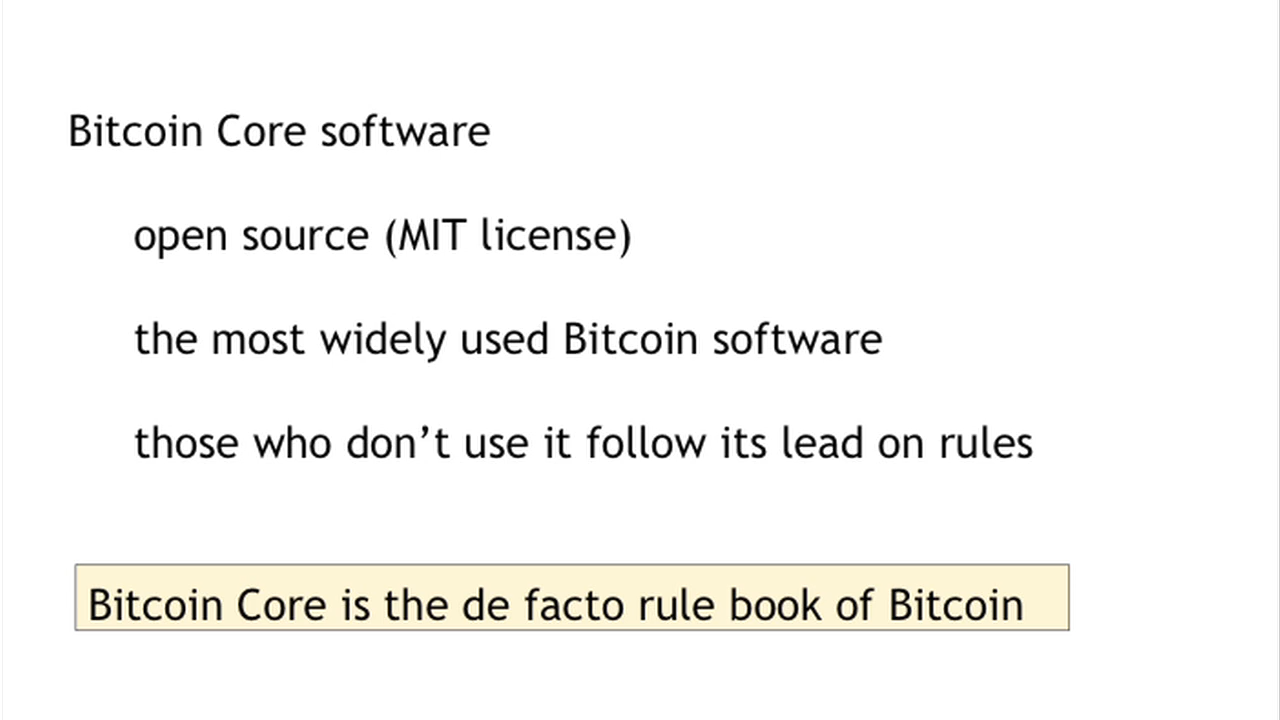 Bitcoin Core software
open source (MIT license)
the most widely used Bitcoin software
those who don’t use it follow its lead on rules
Bitcoin Core is the de facto rule book of Bitcoin